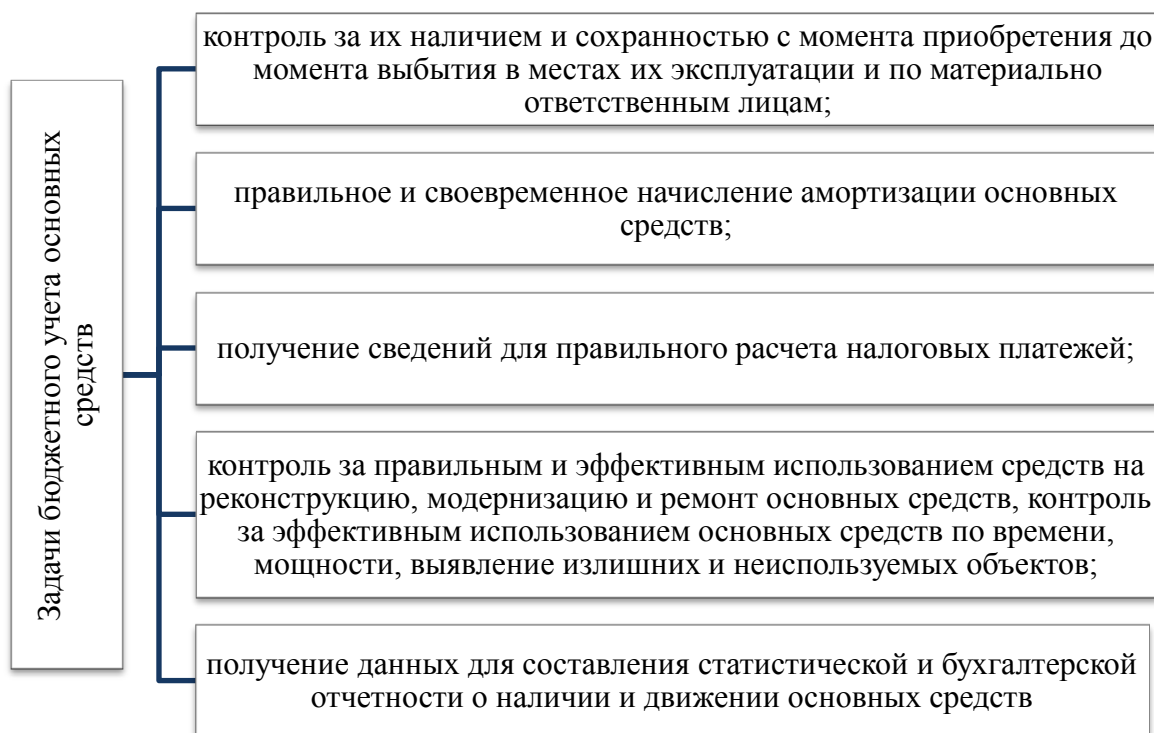 Задачи бюджетного учета основных
средств
контроль за их наличием и сохранностью с момента приобретения до
момента выбытия в местах их эксплуатации и по материально
ответственным лицам;
правильное и своевременное начисление амортизации основных
средств;
получение сведений для правильного расчета налоговых платежей;
контроль за правильным и эффективным использованием средств на
реконструкцию, модернизацию и ремонт основных средств, контроль
за эффективным использованием основных средств по времени,
мощности, выявление излишних и неиспользуемых объектов;
получение данных для составления статистической и бухгалтерской
отчетности о наличии и движении основных средств